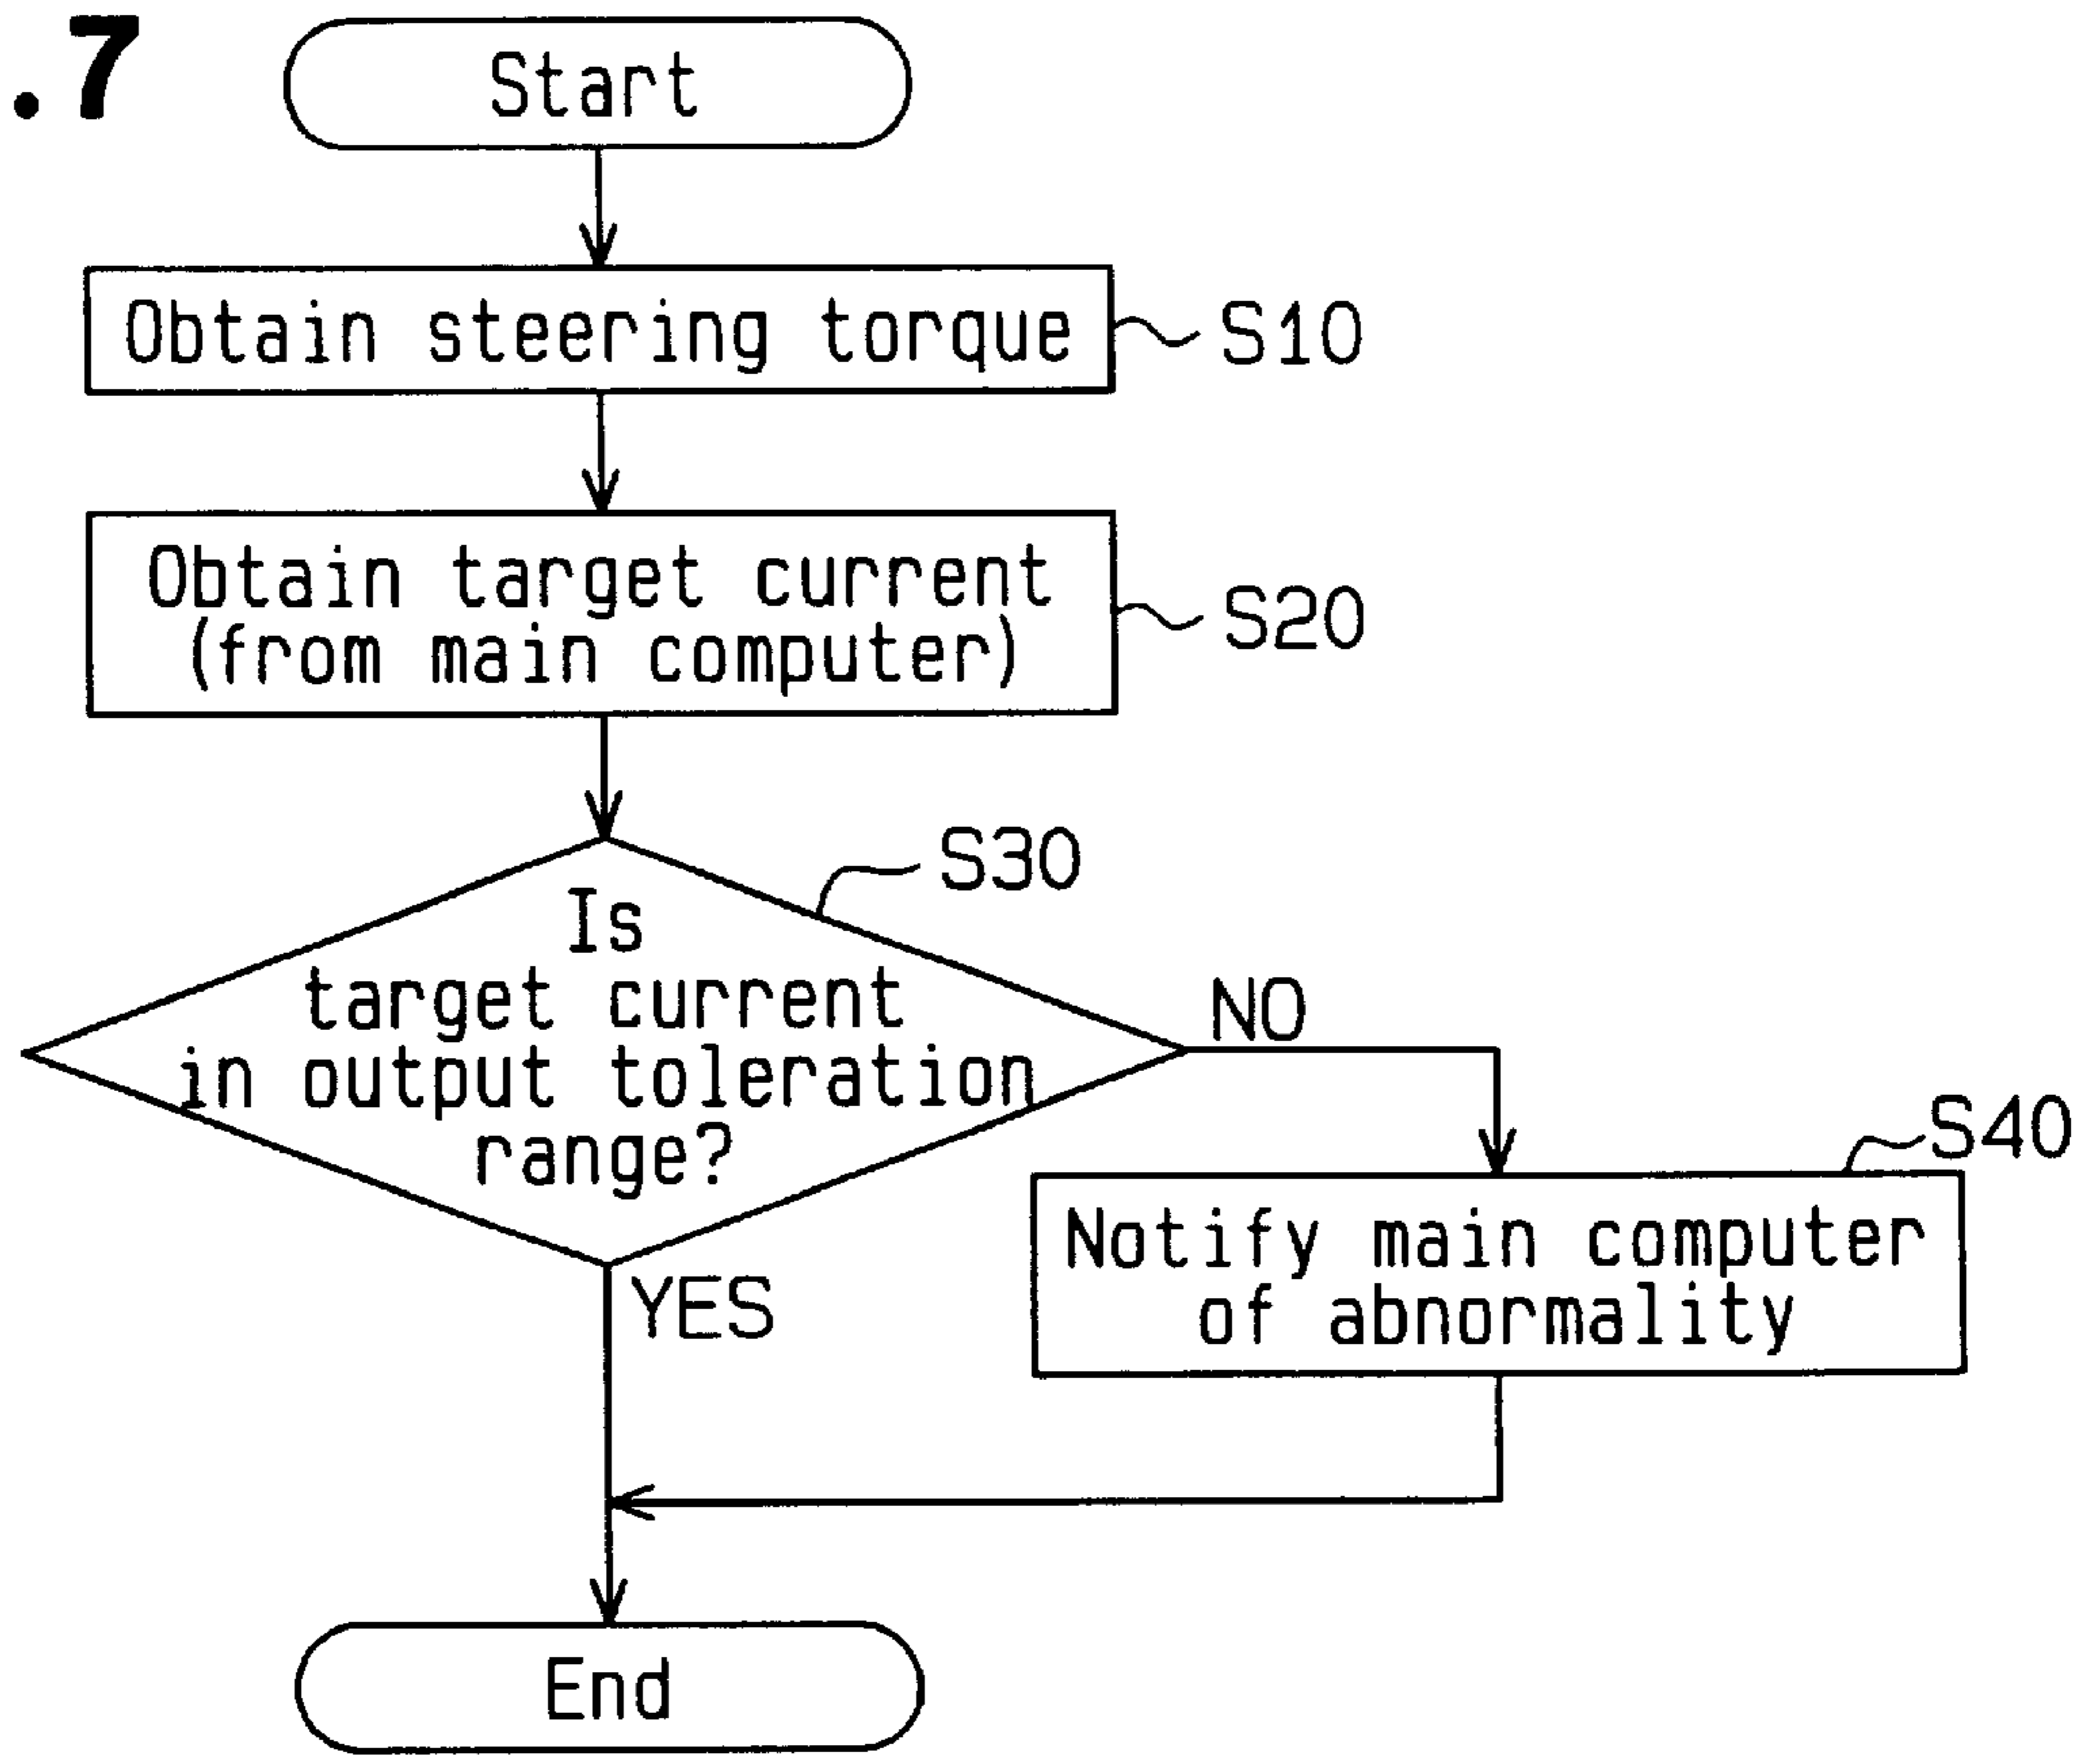 .7
Start
Obtain steering torque
S10
Obtain target current
(from main computer)
S20
S30
Is
target current
in output toleration
range?
NO
S40
Notify main computer
of abnormality
YES
End